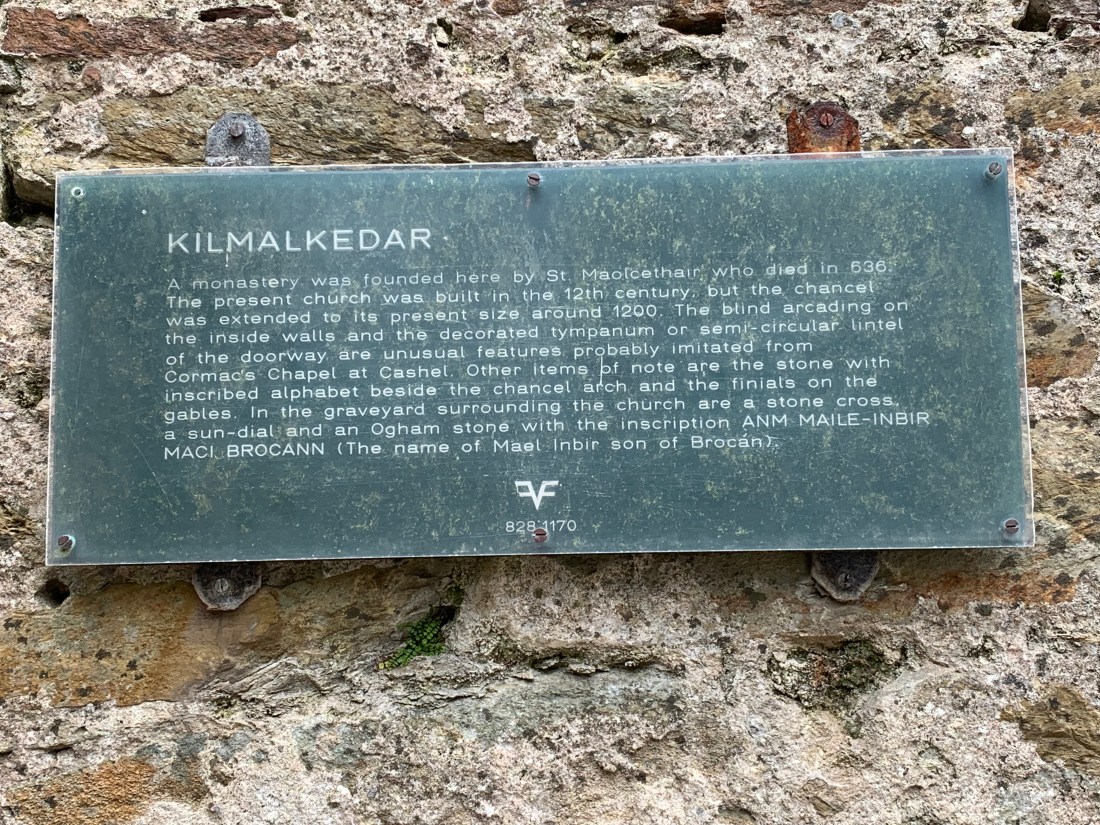 KILMALKEDAR
A monastery was founded here by St. Maolcethair, who died in 636.
The present church was built in the 12th century, but the chancel
was extended to its present size around 1200. The blind arcading on
the inside walls and the decorated tympanum or semi-circular lintel
of the doorway are unusual features probably imitated from
Cormac's Chapel at Cashel. Other items of note are the stone with
inscribed alphabet beside the chancel arch and the finials on the
gables. In the graveyard surrounding the church are a stone cross,
a sun-dial and an Ogham stone with the inscription ANM MAILE-INBIR
MACI BROCANN (The name of Mael Inbir son of Brocán).
828 1170